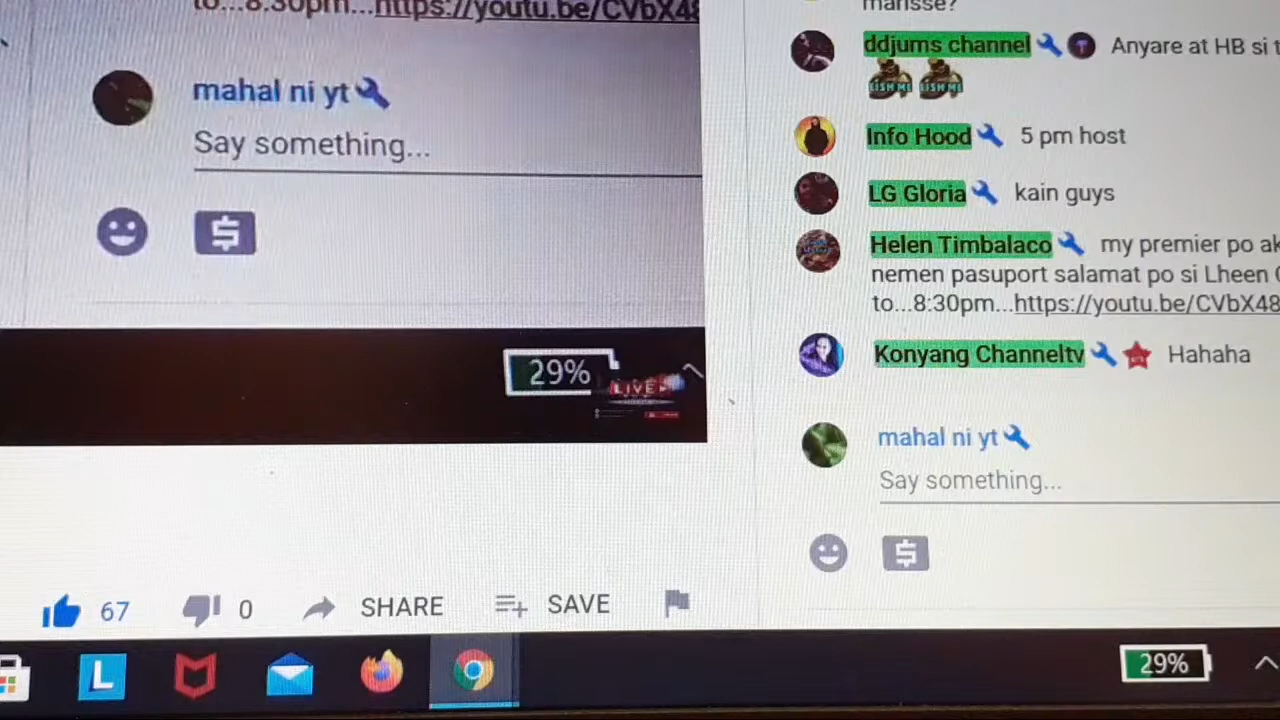 to...8:30pm...https://youtu.be/CVbX48
mahal ni yt
Say something...
29%
LIVE
67
0
SHARE
SAVE
marisse?
ddjums channel Anyare at HB si t
Info Hood 5 pm host
LG Gloria kain guys
Helen Timbalaco my premier po ak
nemen pasuport salamat po si Lheen
to...8:30pm...https://youtu.be/CVbX48
Konyang Channeltv Hahaha
mahal ni yt
Say something...
L
29%